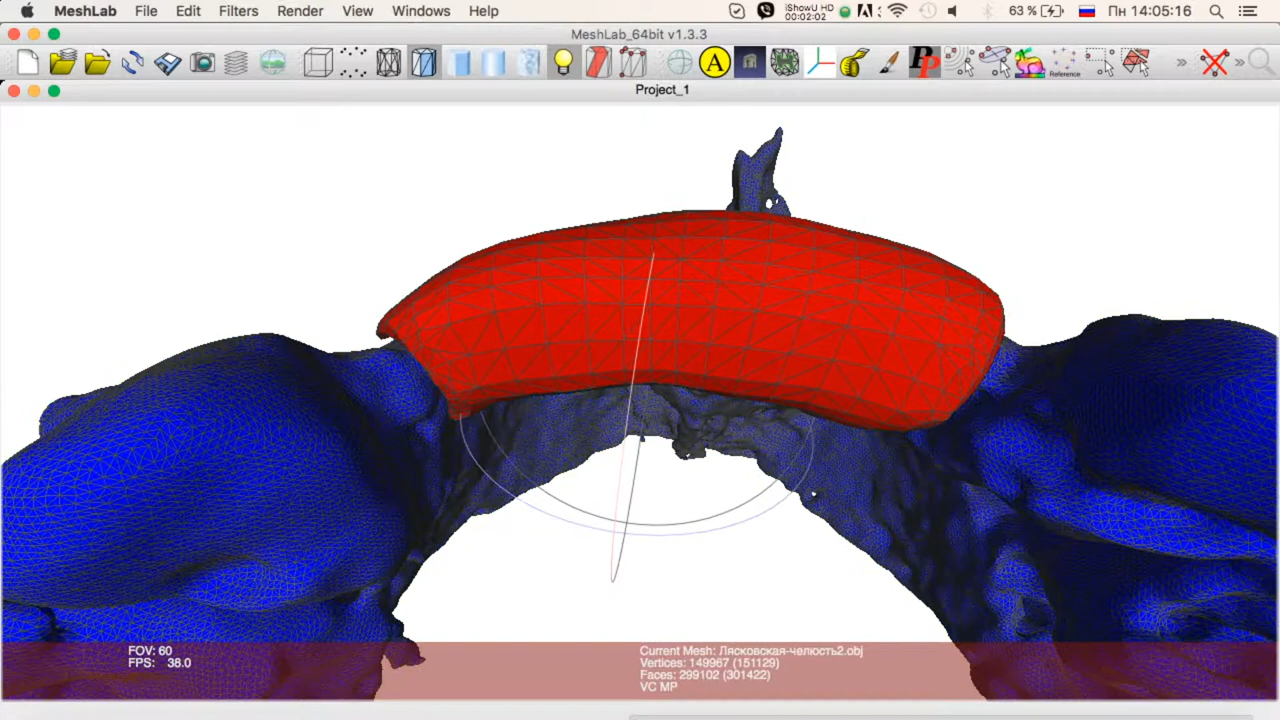 MeshLab File Edit Filters Render View Windows Help
iShowU HD
00:02:02
4
63 %
Пн 14:05:16
MeshLab_64bit v1.3.3
A
Pp
Reference
Project_1
FOV: 60
FPS: 38.0
Current Mesh: Лясковская-челюсть2.obj
Vertices: 149967 (151129)
Faces: 299102 (301422)
VC MP